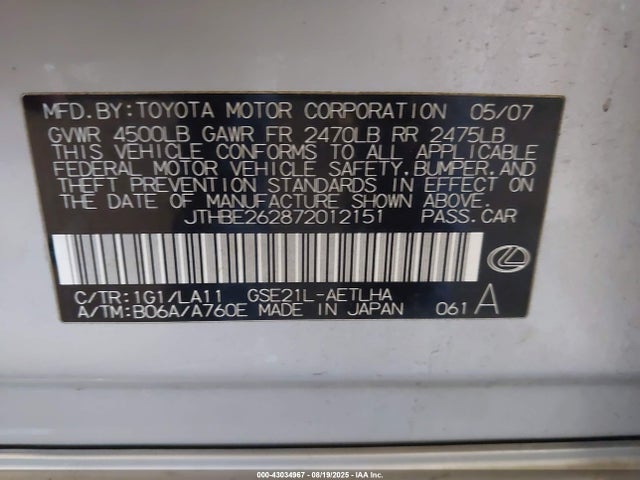 MFD.BY:TOYOTA MOTOR CORPORATION 05/07
GVWR 4500LB GAWR FR 2470LB RR 2475LB
THIS VEHICLE CONFORMS TO ALL APPLICABLE
FEDERAL MOTOR VEHICLE SAFETY,BUMPER,AND
THEFT PREVENTION STANDARDS IN EFFECT ON
THE DATE OF MANUFACTURE SHOWN ABOVE.
JTHBE262872012151 PASS.CAR
C/TR:1G1/LA11 GSE21L-AETLHA
A/TM:B06A/A760E MADE IN JAPAN 061 A
000-43034967 - 08/19/2025 - IAA Inc.